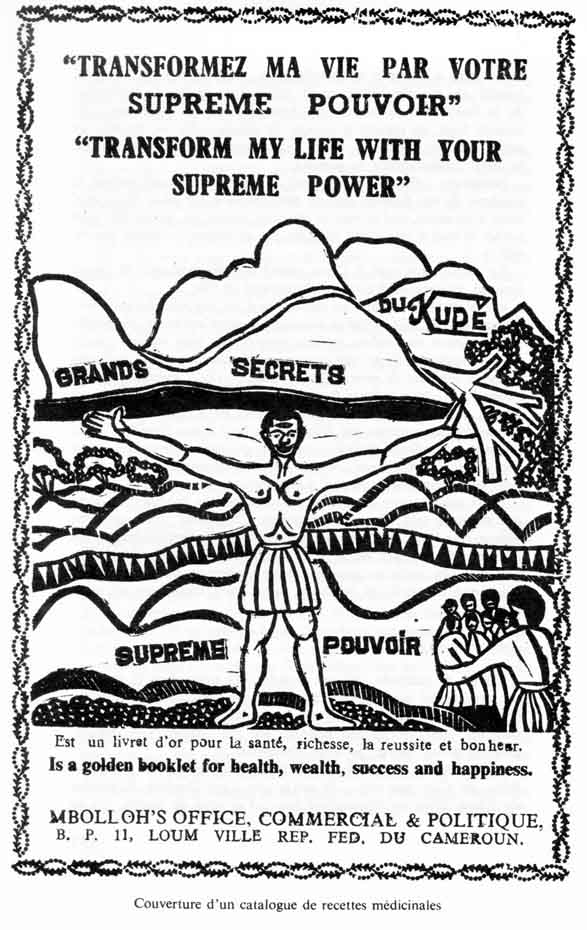 “TRANSFORMEZ MA VIE PAR VOTRE
SUPREME POUVOIR”
“TRANSFORM MY LIFE WITH YOUR
SUPREME POWER”
DU KUPÉ
GRANDS SECRETS
DE
SUPREME POUVOIR
Est un livret d'or pour la santé, richesse, la reussite et bonheur.
Is a golden booklet for health, wealth, success and happiness.
MBOLLOH'S OFFICE, COMMERCIAL & POLITIQUE,
B. P. 11, LOUM VILLE REP. FED. DU CAMEROUN.
Couverture d'un catalogue de recettes médicinales